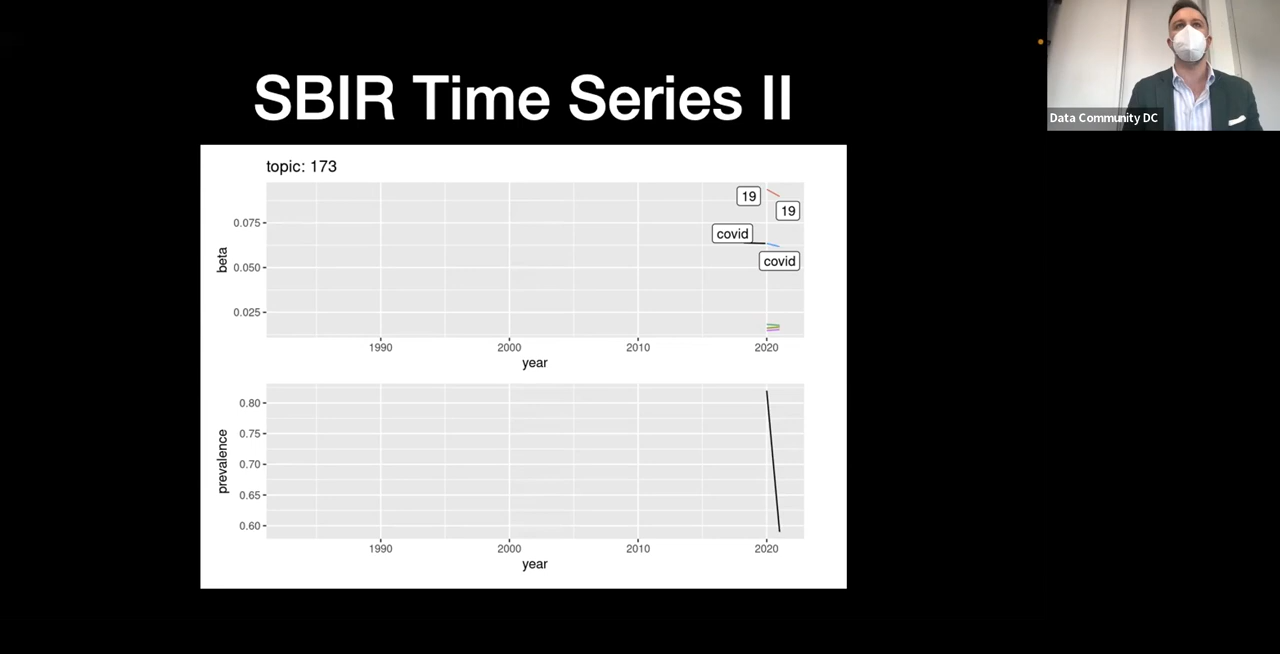 SBIR Time Series II
Data Community DC
topic: 173
19
19
covid
covid
0.075
0.050
0.025
beta
1990 2000 2010 2020
year
0.80
0.75
0.70
0.65
0.60
prevalence
1990 2000 2010 2020
year